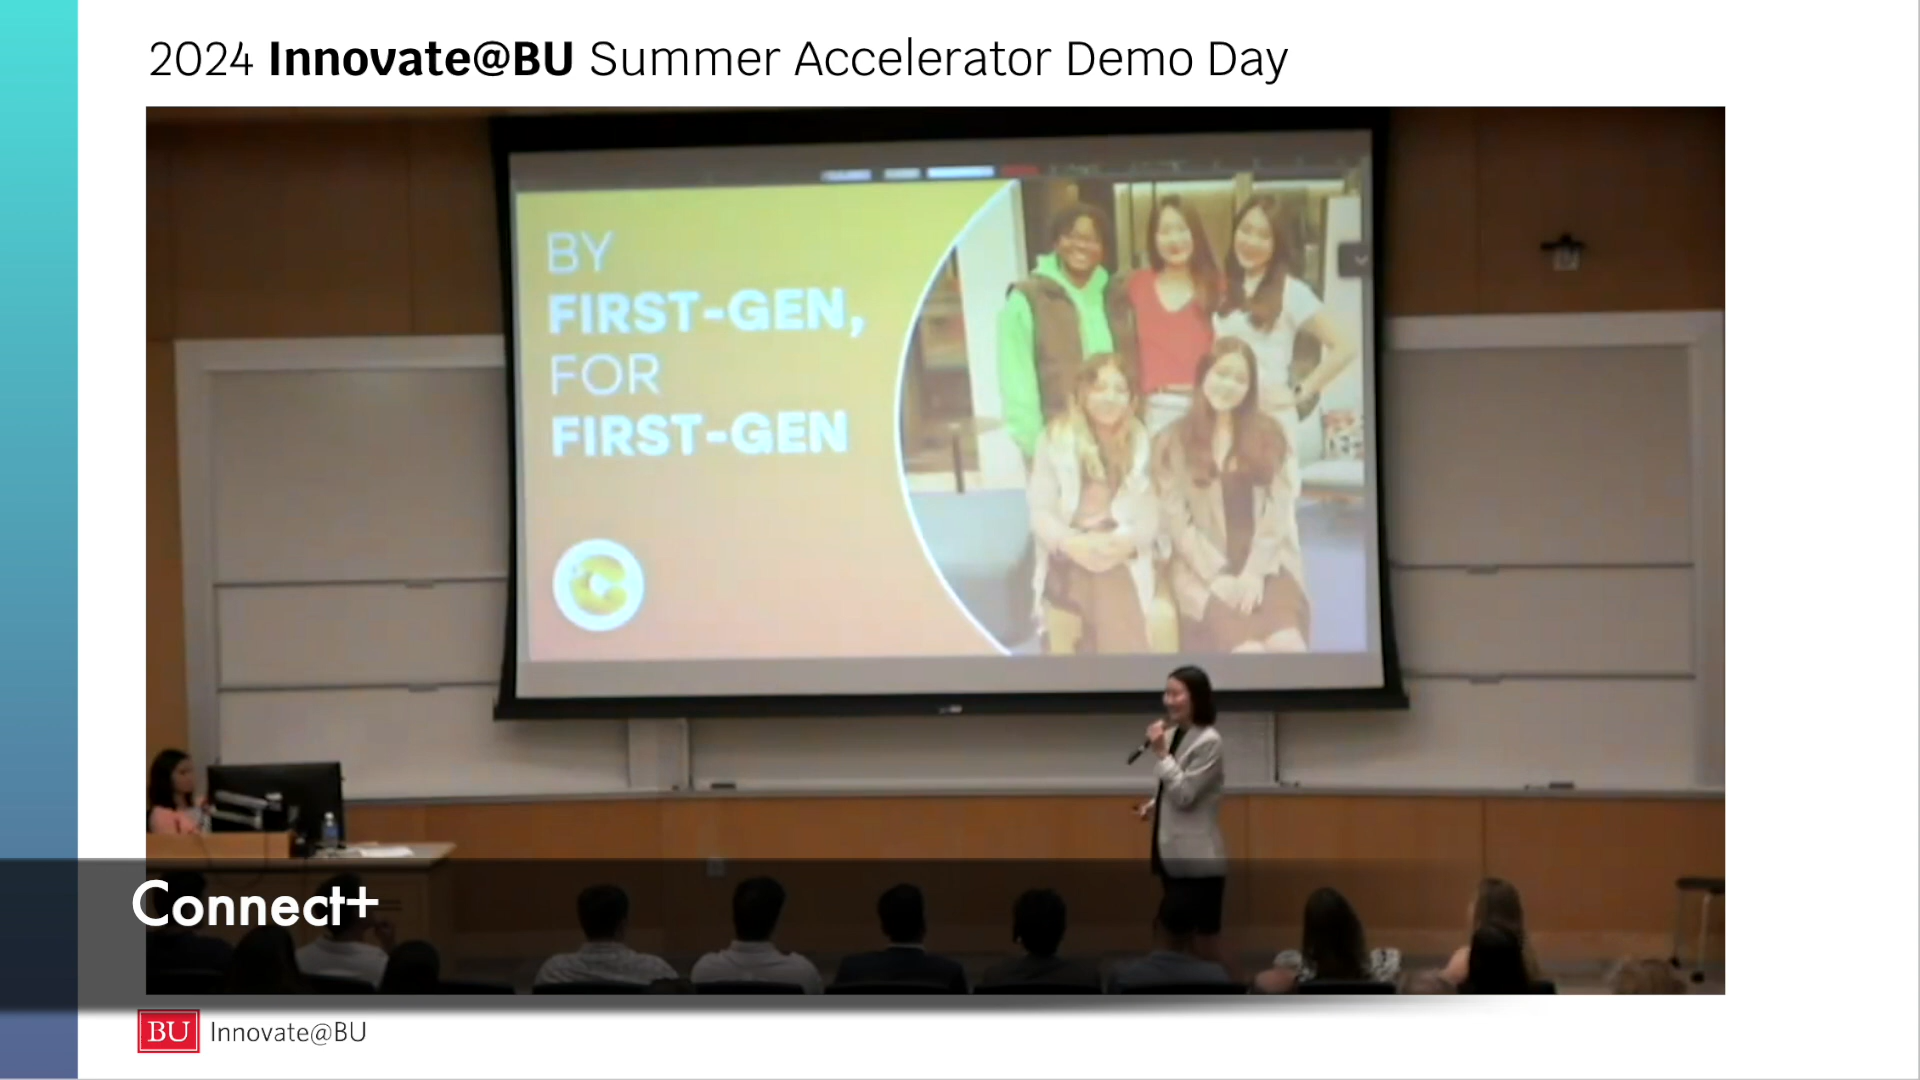 2024 Innovate@BU Summer Accelerator Demo Day
BY
FIRST-GEN,
FOR
FIRST-GEN
C
Connect+
BU Innovate@BU